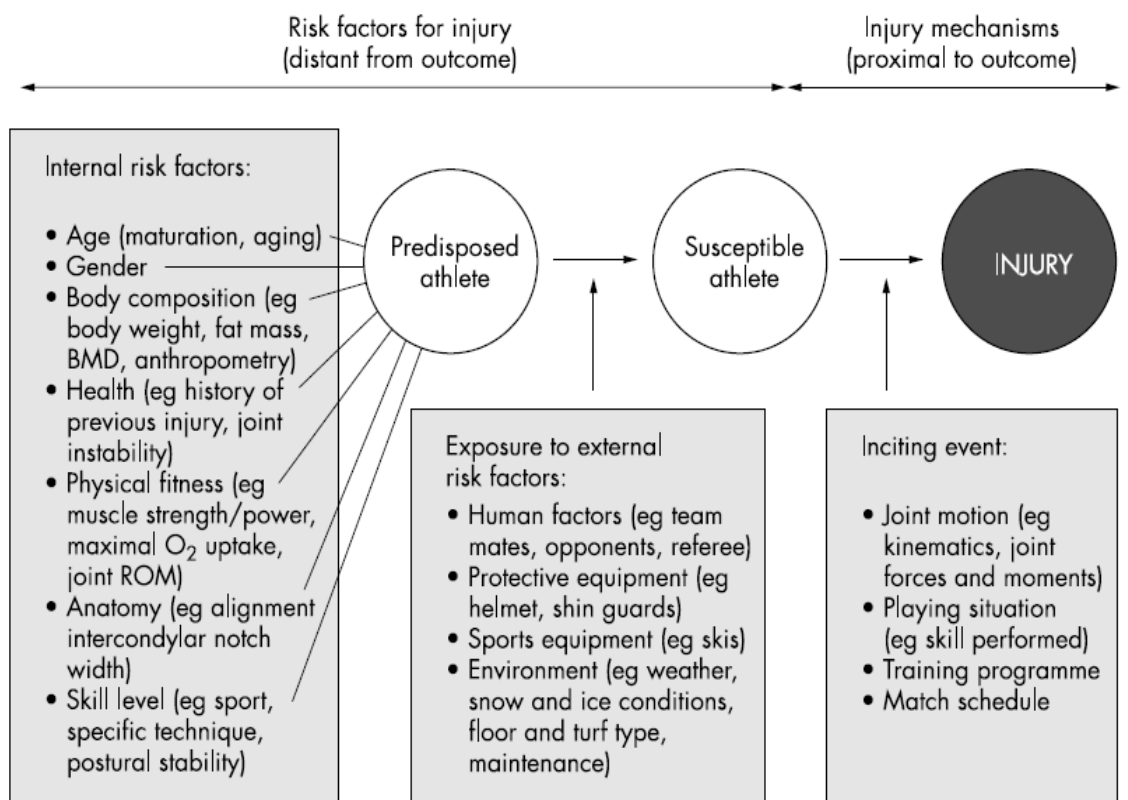 Risk factors for injury
(distant from outcome)
Injury mechanisms
(proximal to outcome)
Internal risk factors:
• Age (maturation, aging)
• Gender
• Body composition (eg
body weight, fat mass,
BMD, anthropometry)
• Health (eg history of
previous injury, joint
instability)
• Physical fitness (eg
muscle strength/power,
maximal O₂ uptake,
joint ROM)
• Anatomy (eg alignment
intercondylar notch
width)
• Skill level (eg sport,
specific technique,
postural stability)
Predisposed
athlete
Susceptible
athlete
INJURY
Exposure to external
risk factors:
• Human factors (eg team
mates, opponents, referee)
• Protective equipment (eg
helmet, shin guards)
• Sports equipment (eg skis)
• Environment (eg weather,
snow and ice conditions,
floor and turf type,
maintenance)
Inciting event:
• Joint motion (eg
kinematics, joint
forces and moments)
• Playing situation
(eg skill performed)
• Training programme
• Match schedule